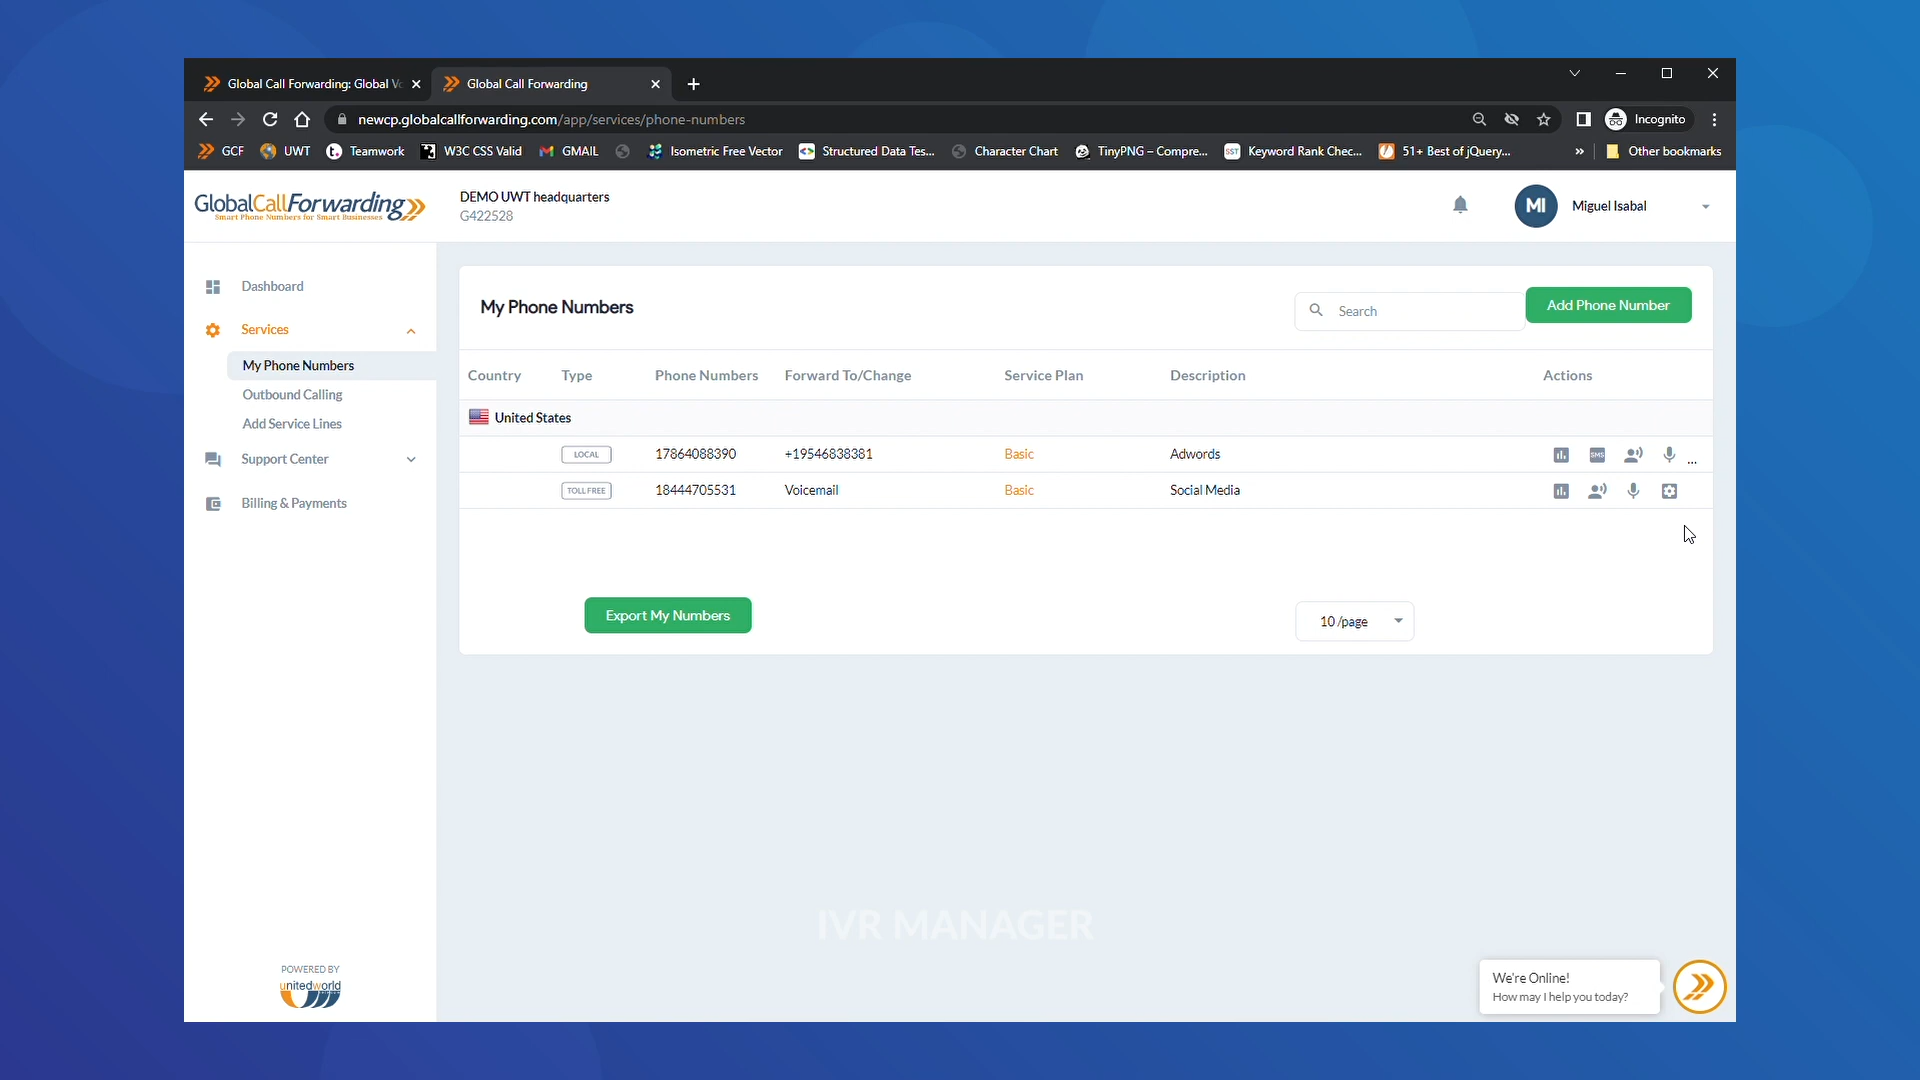 Global Call Forwarding: Global Vo
Global Call Forwarding
newcp.globalcallforwarding.com/app/services/phone-numbers
Incognito
GCF
UWT
Teamwork
W3C CSS Valid
GMAIL
Isometric Free Vector
Structured Data Tes...
Character Chart
TinyPNG – Compre...
SST
Keyword Rank Chec...
51+ Best of jQuery...
»
Other bookmarks
GlobalCallForwarding
Smart Phone Numbers for Smart Businesses
DEMO UWT headquarters
G422528
MI
Miguel Isabal
Dashboard
Services
My Phone Numbers
Outbound Calling
Add Service Lines
Support Center
Billing & Payments
My Phone Numbers
Search
Add Phone Number
Country Type Phone Numbers Forward To/Change Service Plan Description Actions
United States
LOCAL 17864088390 +19546838381 Basic Adwords SMS ...
TOLL FREE 18444705531 Voicemail Basic Social Media
Export My Numbers
10 /page
IVR MANAGER
POWERED BY
unitedworld
We're Online!
How may I help you today?